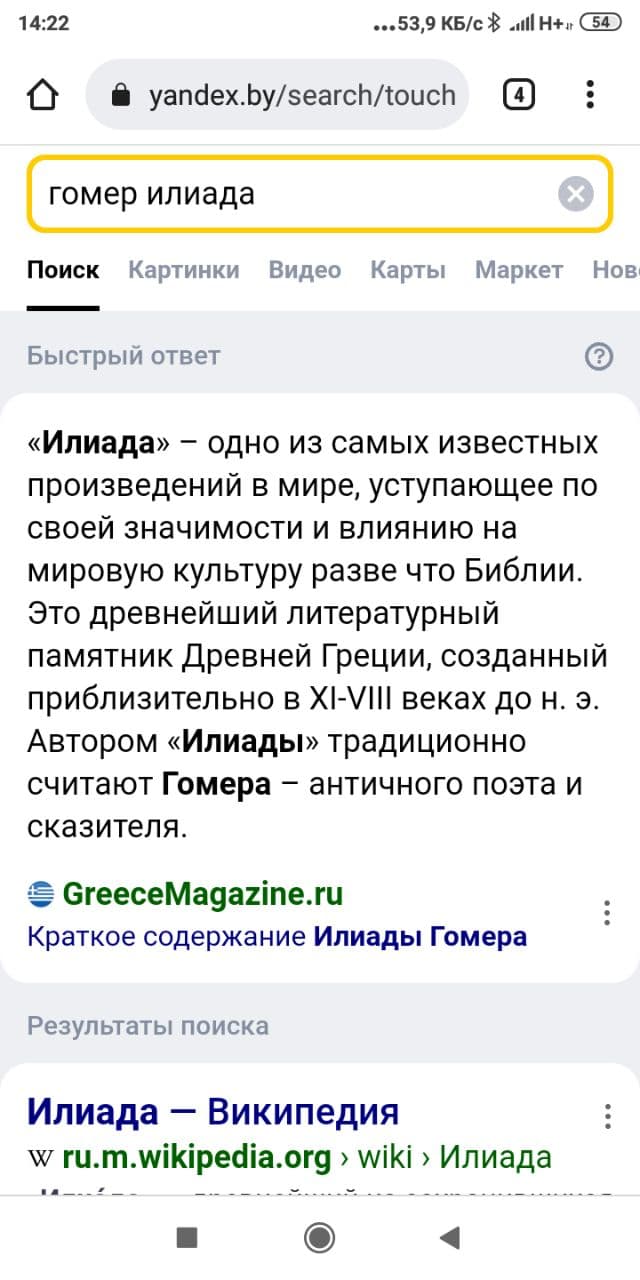 14:22
...53,9 КБ/с H+ 54
yandex.by/search/touch
4
гомер илиада
Поиск Картинки Видео Карты Маркет Нов
Быстрый ответ
?
«Илиада» – одно из самых известных
произведений в мире, уступающее по
своей значимости и влиянию на
мировую культуру разве что Библии.
Это древнейший литературный
памятник Древней Греции, созданный
приблизительно в XI-VIII веках до н. э.
Автором «Илиады» традиционно
считают Гомера – античного поэта и
сказителя.
GreeceMagazine.ru
Краткое содержание Илиады Гомера
Результаты поиска
Илиада — Википедия
W ru.m.wikipedia.org › wiki › Илиада